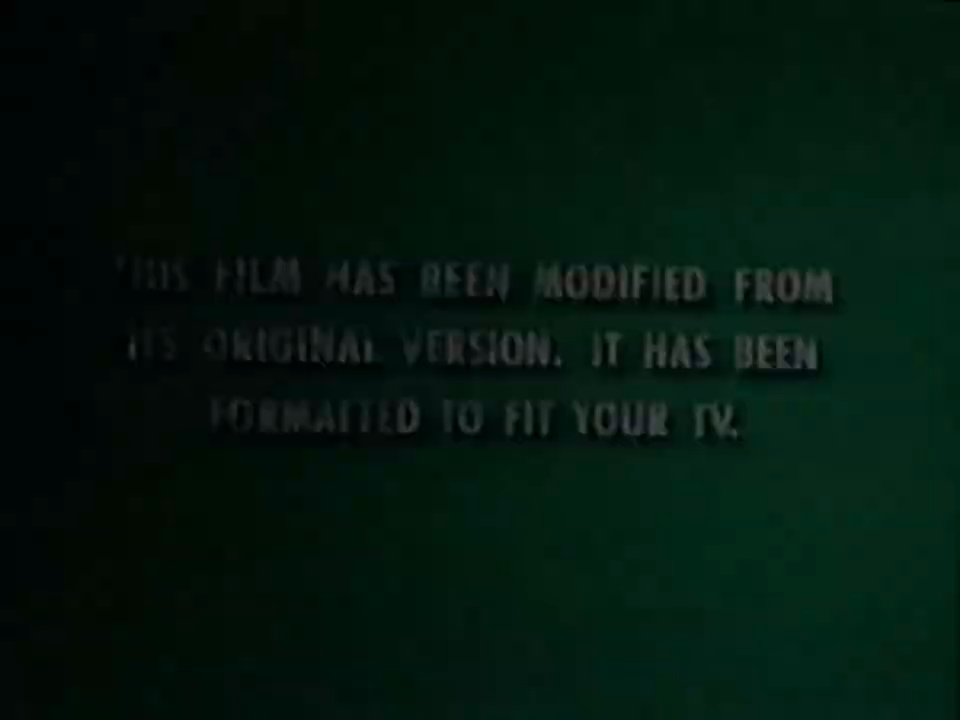 THIS FILM HAS BEEN MODIFIED FROM
ITS ORIGINAL VERSION. IT HAS BEEN
FORMATTED TO FIT YOUR TV.